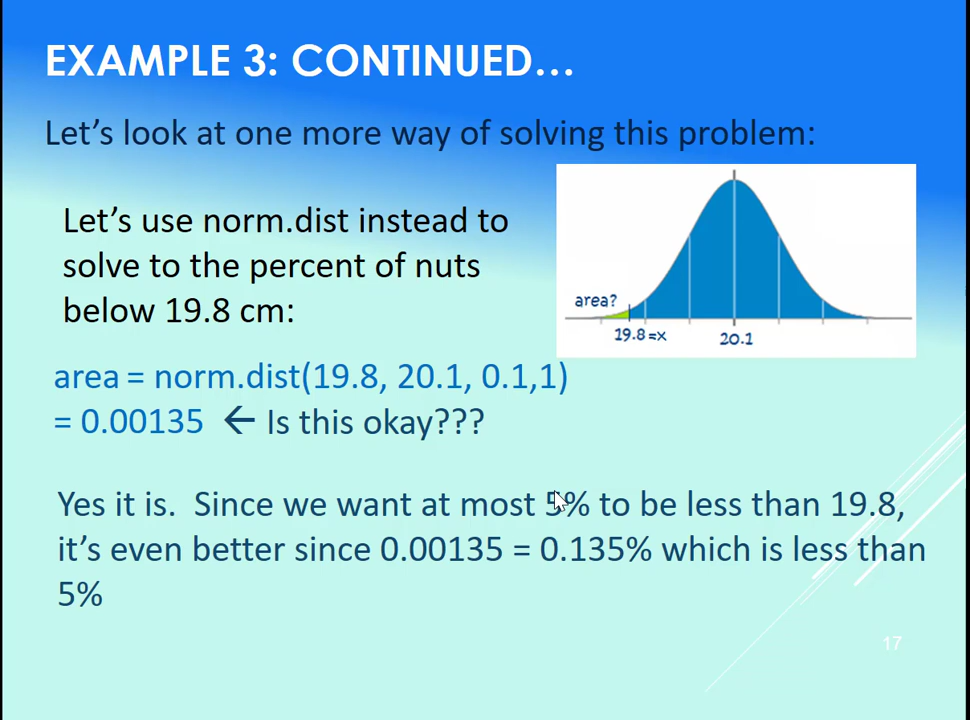 EXAMPLE 3: CONTINUED…
Let's look at one more way of solving this problem:
Let's use norm.dist instead to
solve to the percent of nuts
below 19.8 cm:
area?
19.8=x
20.1
area = norm.dist(19.8, 20.1, 0.1,1)
= 0.00135 ← Is this okay???
Yes it is.  Since we want at most 5% to be less than 19.8,
it's even better since 0.00135 = 0.135% which is less than
5%
17